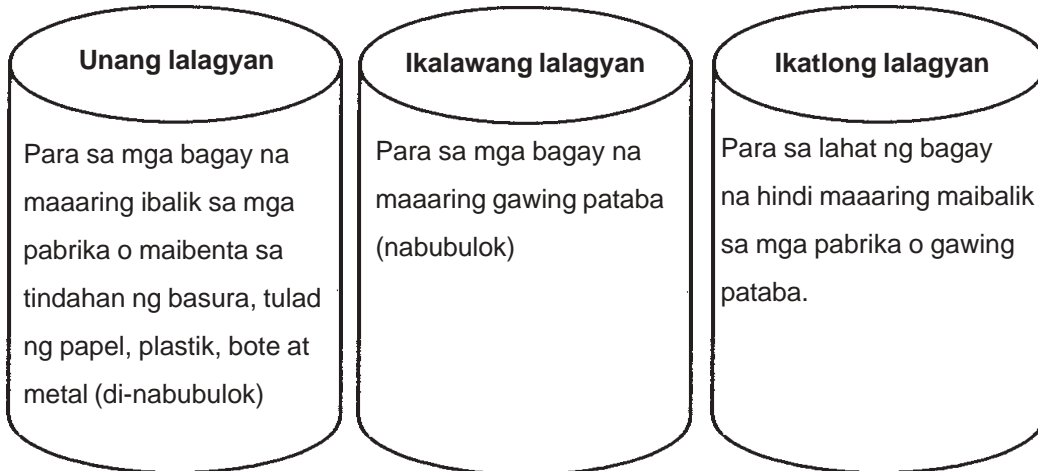 Unang lalagyan
Para sa mga bagay na
maaaring ibalik sa mga
pabrika o maibenta sa
tindahan ng basura, tulad
ng papel, plastik, bote at
metal (di-nabubulok)
Ikalawang lalagyan
Para sa mga bagay na
maaaring gawing pataba
(nabubulok)
Ikatlong lalagyan
Para sa lahat ng bagay
na hindi maaaring maibalik
sa mga pabrika o gawing
pataba.